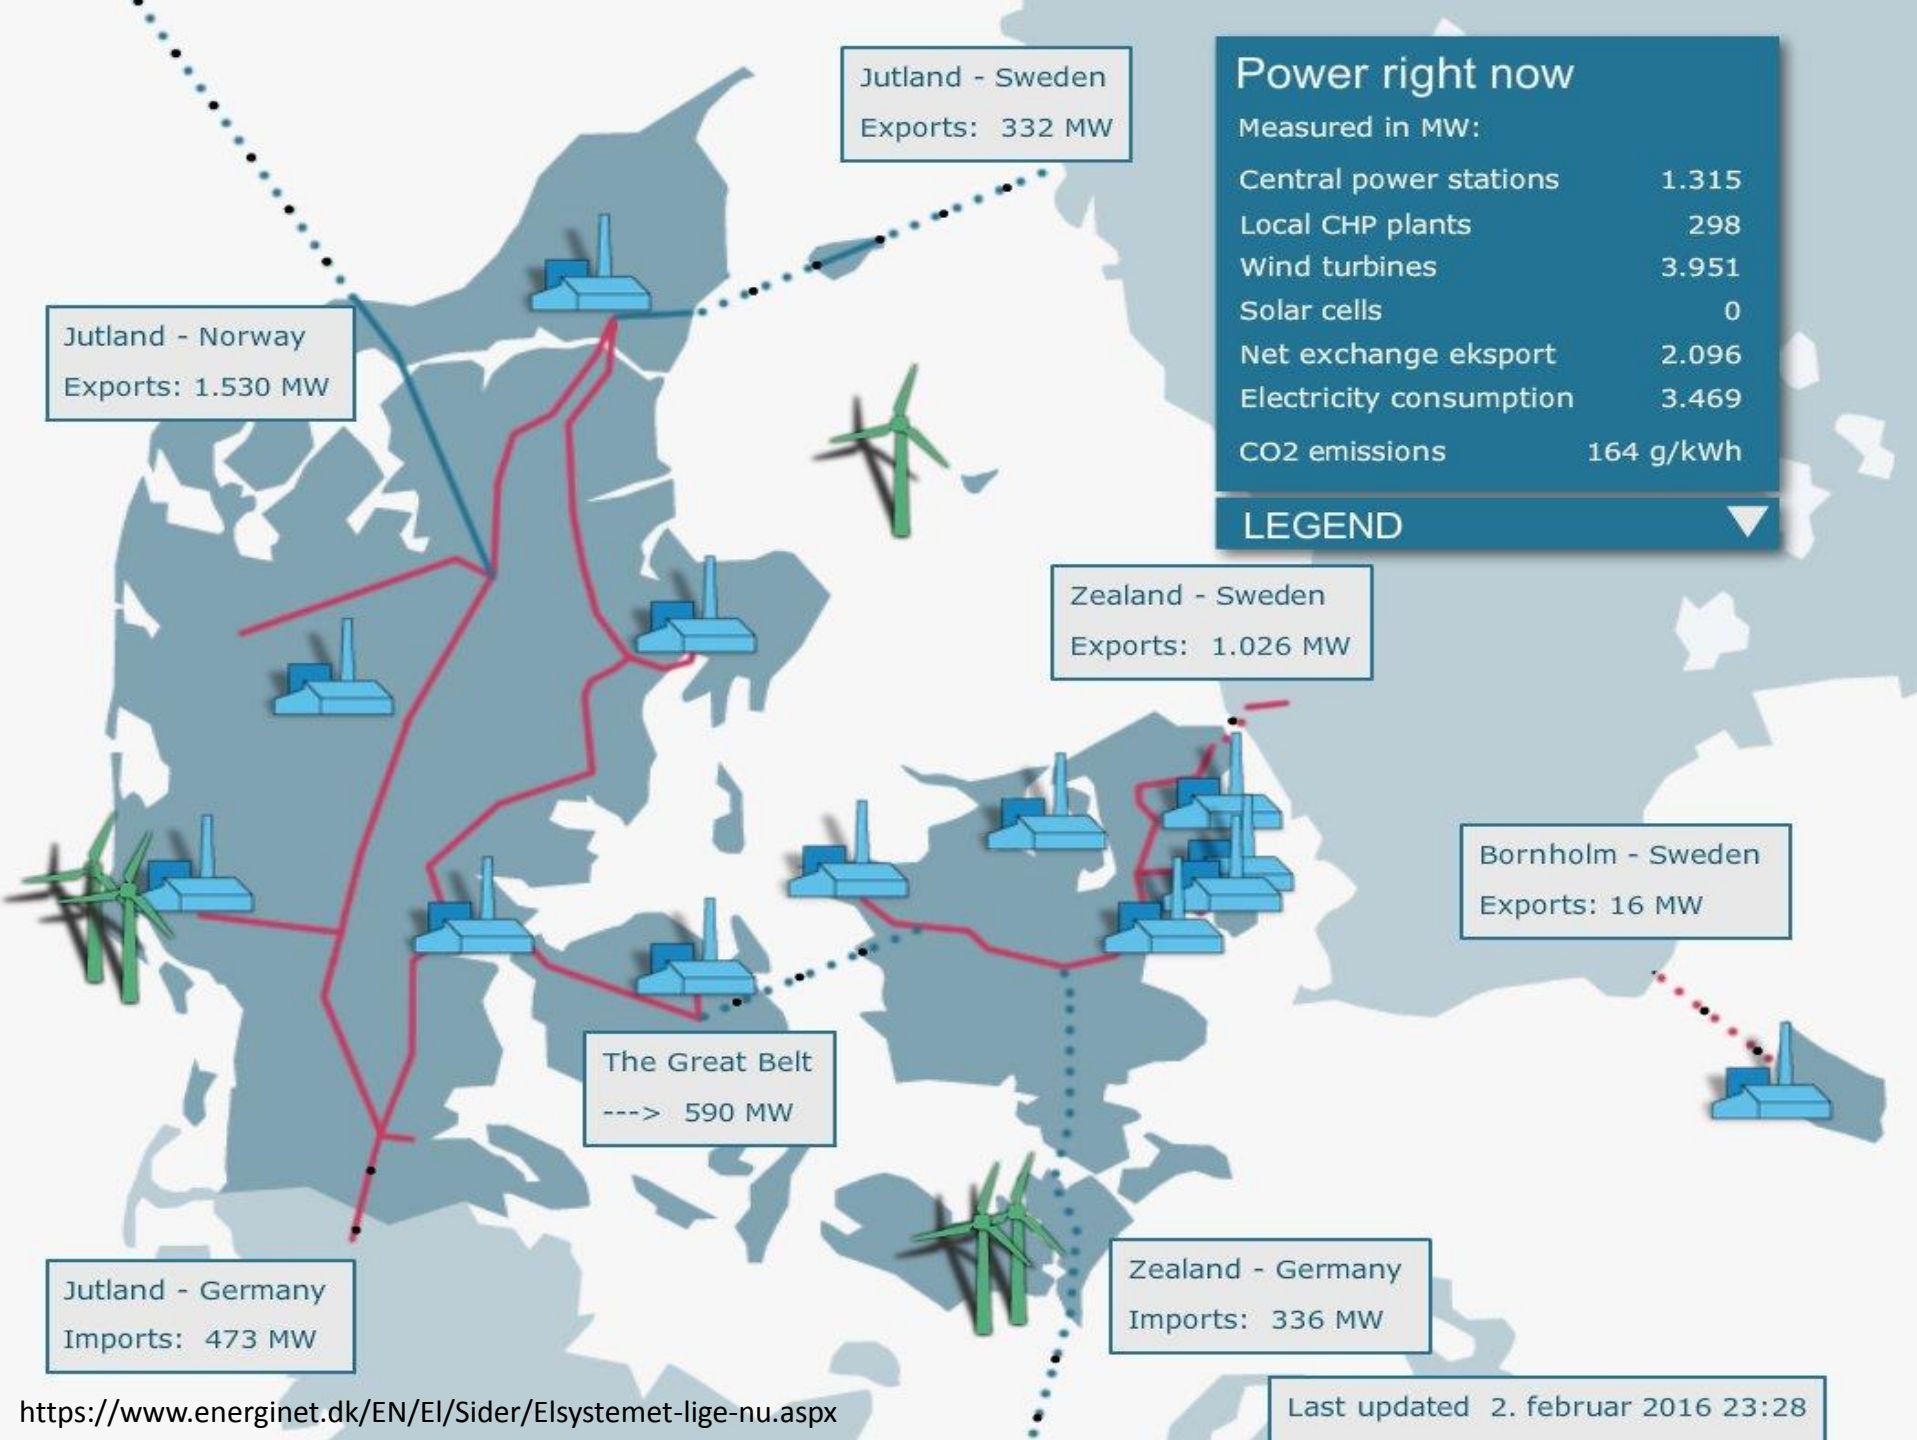 Jutland - Sweden
Exports: 332 MW
Power right now
Measured in MW:
Central power stations 1.315
Local CHP plants 298
Wind turbines 3.951
Solar cells 0
Net exchange eksport 2.096
Electricity consumption 3.469
CO2 emissions 164 g/kWh
LEGEND
Jutland - Norway
Exports: 1.530 MW
Zealand - Sweden
Exports: 1.026 MW
Bornholm - Sweden
Exports: 16 MW
The Great Belt
---> 590 MW
Jutland - Germany
Imports: 473 MW
Zealand - Germany
Imports: 336 MW
https://www.energinet.dk/EN/El/Sider/Elsystemet-lige-nu.aspx
Last updated 2. februar 2016 23:28